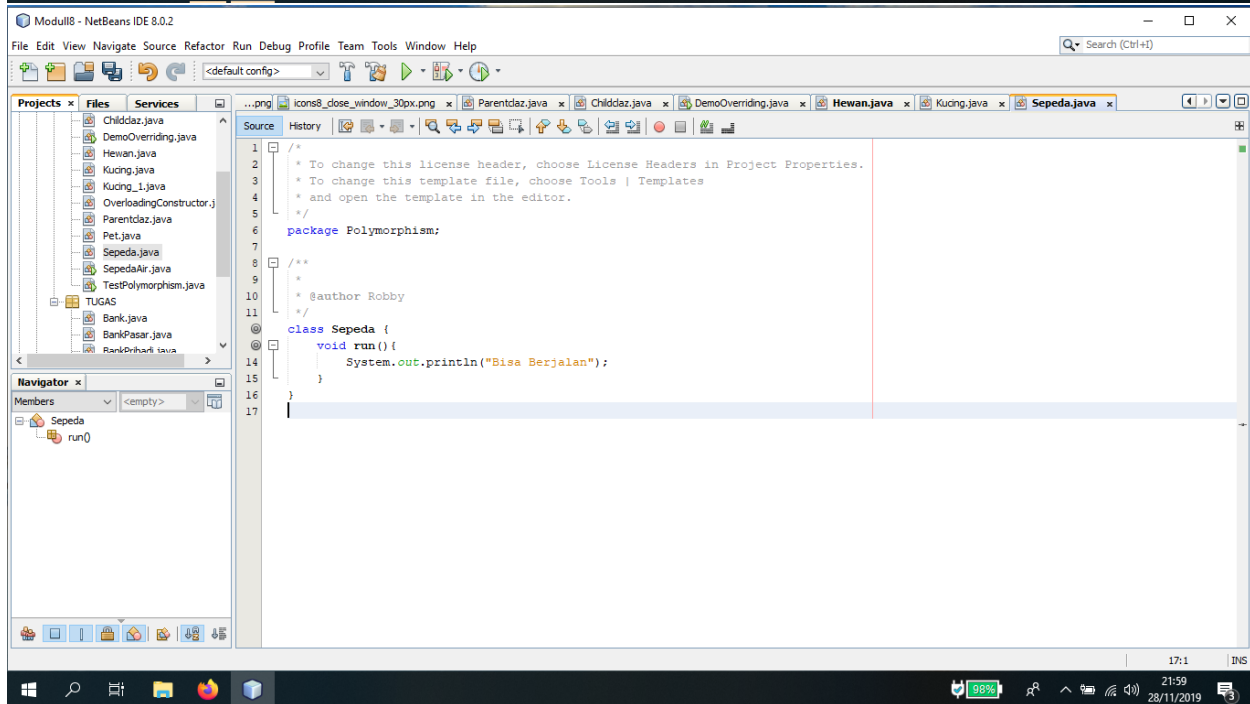 Modull8 - NetBeans IDE 8.0.2
File Edit View Navigate Source Refactor Run Debug Profile Team Tools Window Help
Search (Ctrl+I)
<default config>
Projects Files Services
...png icons8_close_window_30px.png Parentclaz.java Childclaz.java DemoOverriding.java Hewan.java Kucing.java Sepeda.java
Childclaz.java
DemoOverriding.java
Hewan.java
Kucing.java
Kucing_1.java
OverloadingConstructor.j
Parentclaz.java
Pet.java
Sepeda.java
SepedaAir.java
TestPolymorphism.java
TUGAS
Bank.java
BankPasar.java
BankPribadi.java
Navigator
Members <empty>
Sepeda
run()
Source History
1 /*
2 * To change this license header, choose License Headers in Project Properties.
3 * To change this template file, choose Tools | Templates
4 * and open the template in the editor.
5 */
6 package Polymorphism;
7
8 /**
9 *
10 * @author Robby
11 */
class Sepeda {
void run(){
14 System.out.println("Bisa Berjalan");
15 }
16 }
17
17:1 INS
98%
21:59
28/11/2019
3